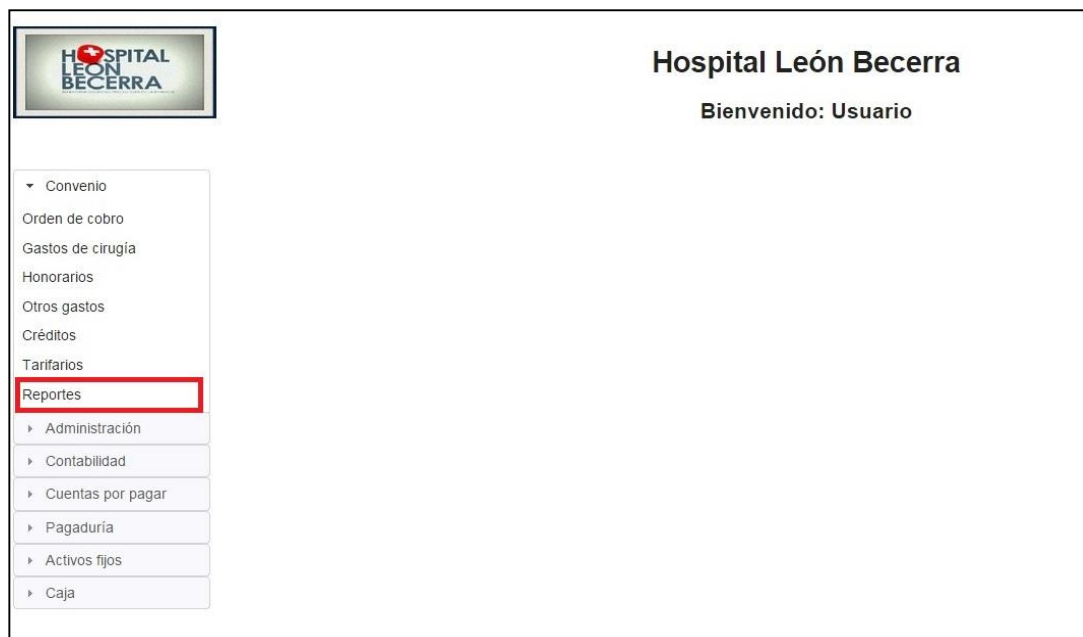 HOSPITAL
LEÓN
BECERRA
Hospital León Becerra
Bienvenido: Usuario
Convenio
Orden de cobro
Gastos de cirugía
Honorarios
Otros gastos
Créditos
Tarifarios
Reportes
Administración
Contabilidad
Cuentas por pagar
Pagaduría
Activos fijos
Caja